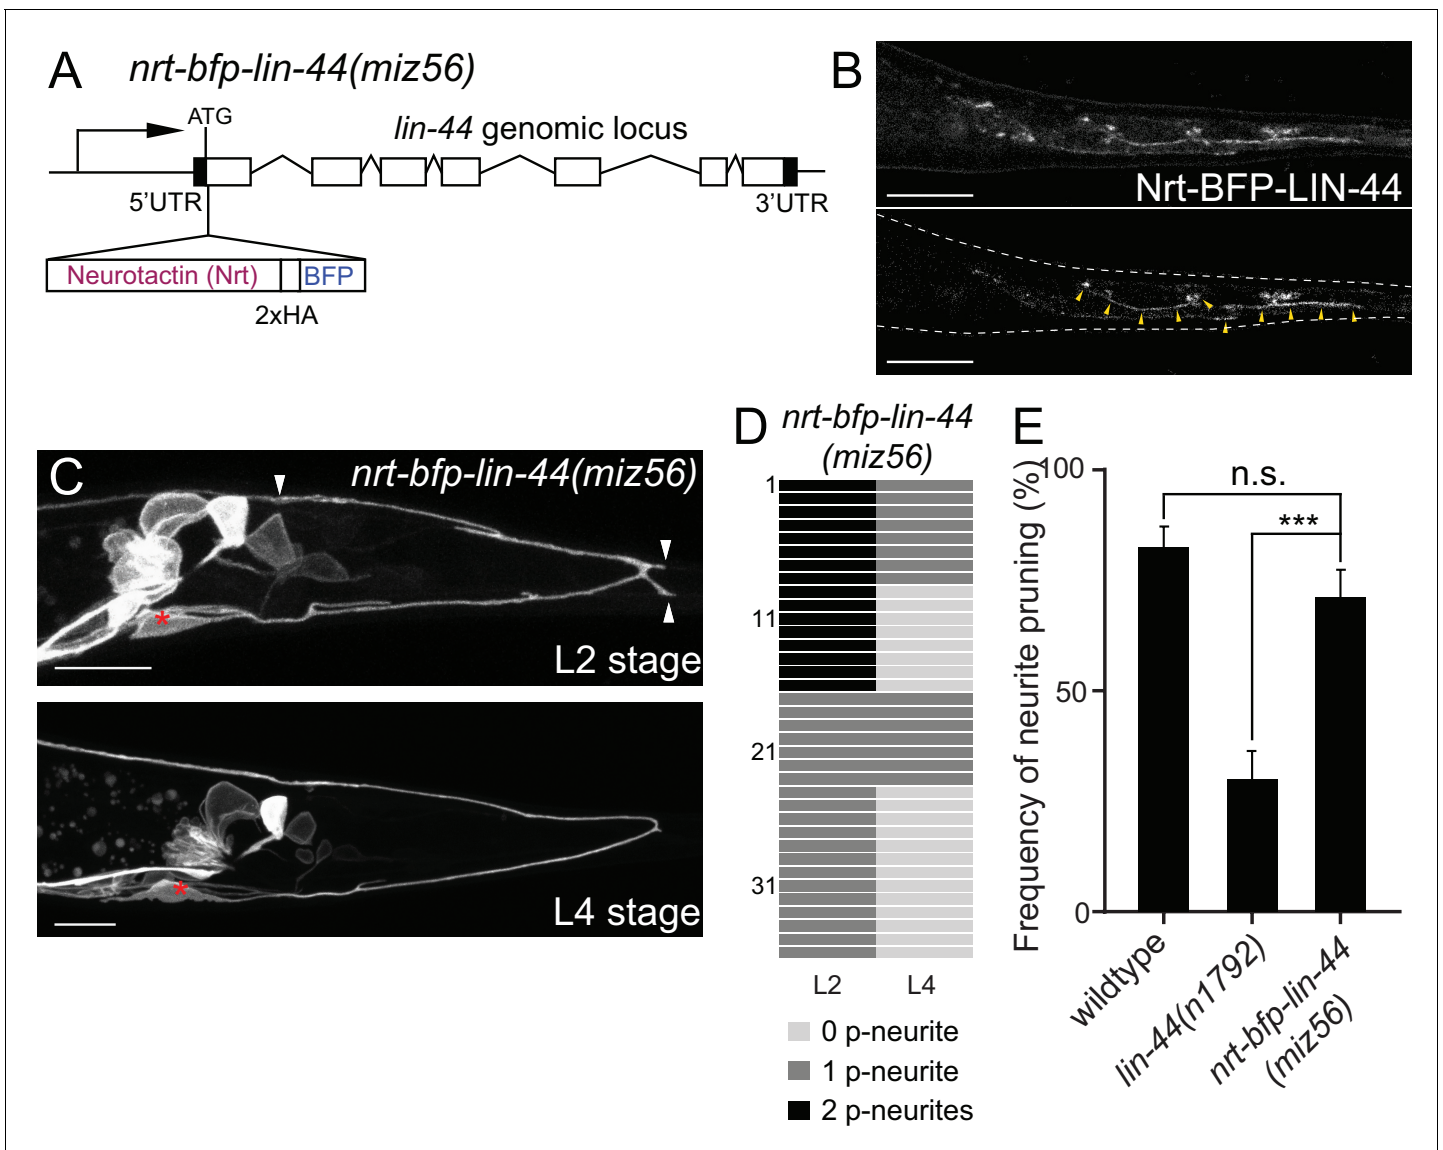 A
nrt-bfp-lin-44(miz56)
ATG
lin-44 genomic locus
5'UTR
3'UTR
Neurotactin (Nrt)
BFP
2xHA
B
Nrt-BFP-LIN-44
C
nrt-bfp-lin-44(miz56)
*
L2 stage
*
L4 stage
D
nrt-bfp-lin-44
(miz56)
1
11
21
31
L2
L4
0 p-neurite
1 p-neurite
2 p-neurites
E
Frequency of neurite pruning (%)
100
50
0
n.s.
***
wildtype
lin-44(n1792)
nrt-bfp-lin-44
(miz56)